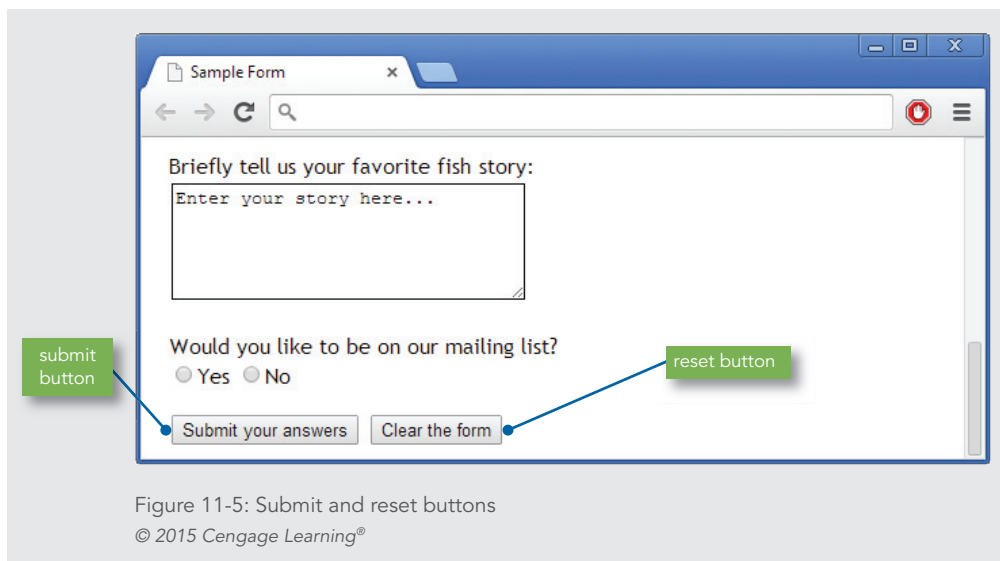 Sample Form
Briefly tell us your favorite fish story:
Enter your story here...
Would you like to be on our mailing list?
Yes No
submit
button
reset button
Submit your answers Clear the form
Figure 11-5: Submit and reset buttons
© 2015 Cengage Learning®